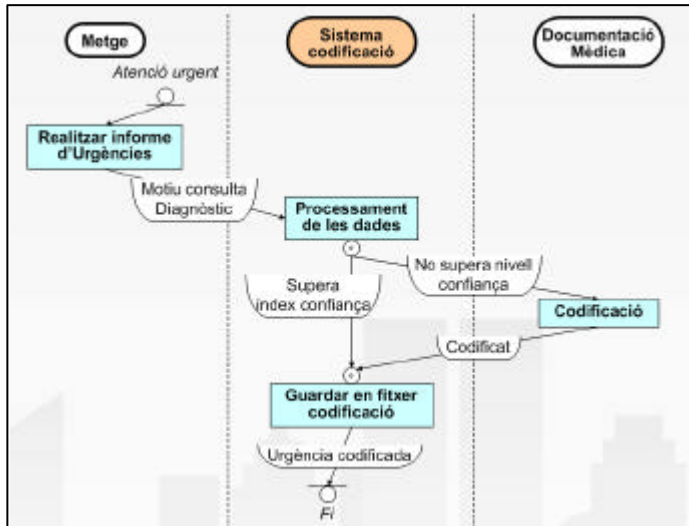 Metge
Sistema
codificació
Documentació
Mèdica
Atenció urgent
Realitzar informe
d'Urgències
Motiu consulta
Diagnòstic
Processament
de les dades
No supera nivell
confiança
Supera
índex confiança
Codificació
Codificat
Guardar en fitxer
codificació
Urgència codificada
Fi